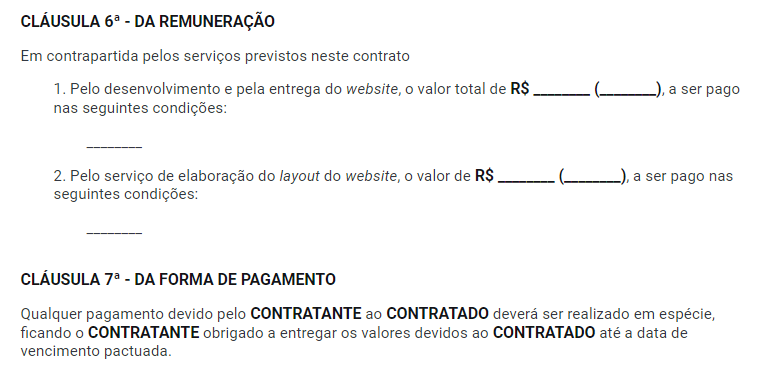 CLÁUSULA 6ª - DA REMUNERAÇÃO
Em contrapartida pelos serviços previstos neste contrato
1. Pelo desenvolvimento e pela entrega do website, o valor total de R$ ________ (________), a ser pago
nas seguintes condições:
________
2. Pelo serviço de elaboração do layout do website, o valor de R$ ________ (________), a ser pago nas
seguintes condições:
________
CLÁUSULA 7ª - DA FORMA DE PAGAMENTO
Qualquer pagamento devido pelo CONTRATANTE ao CONTRATADO deverá ser realizado em espécie,
ficando o CONTRATANTE obrigado a entregar os valores devidos ao CONTRATADO até a data de
vencimento pactuada.